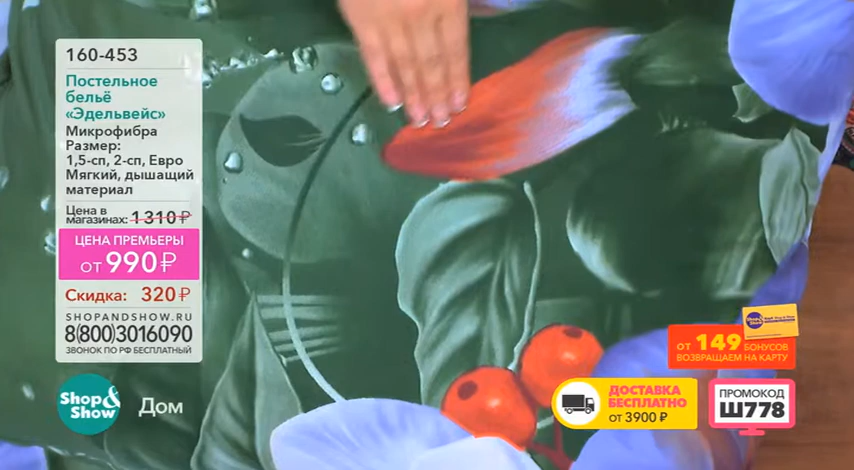 160-453
Постельное
бельё
«Эдельвейс»
Микрофибра
Размер:
1,5-сп, 2-сп, Евро
Мягкий, дышащий
материал
Цена в
магазинах: 1 310 ₽
ЦЕНА ПРЕМЬЕРЫ
от 990 ₽
Скидка: 320 ₽
SHOPANDSHOW.RU
8(800)3016090
ЗВОНОК ПО РФ БЕСПЛАТНЫЙ
Shop &
Show
Дом
Shop &
Show
от 149 БОНУСОВ
ВОЗВРАЩАЕМ НА КАРТУ
ДОСТАВКА
БЕСПЛАТНО
от 3900 ₽
ПРОМОКОД
Ш778